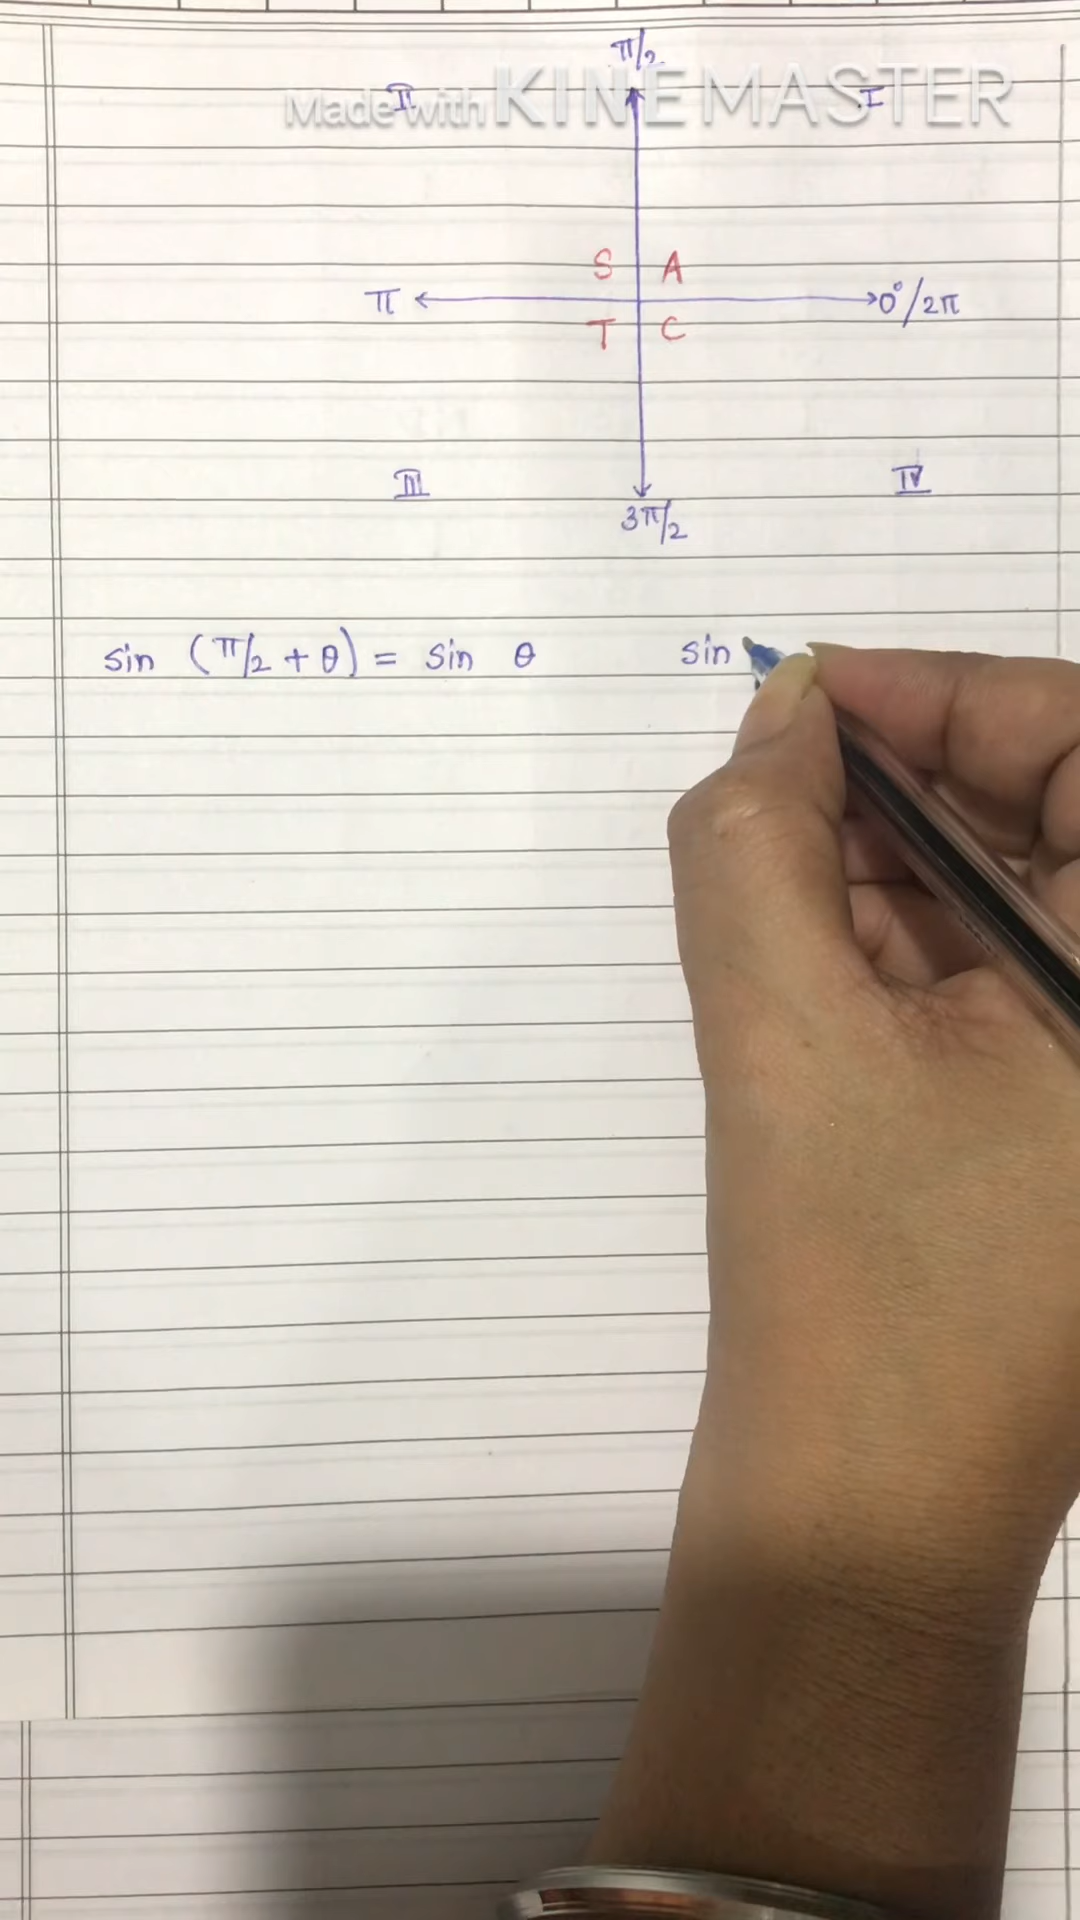 π/2
Made with KINEMASTER
II I
S A
π 0°/2π
T C
III IV
3π/2
sin (π/2 + θ) = sin θ sin